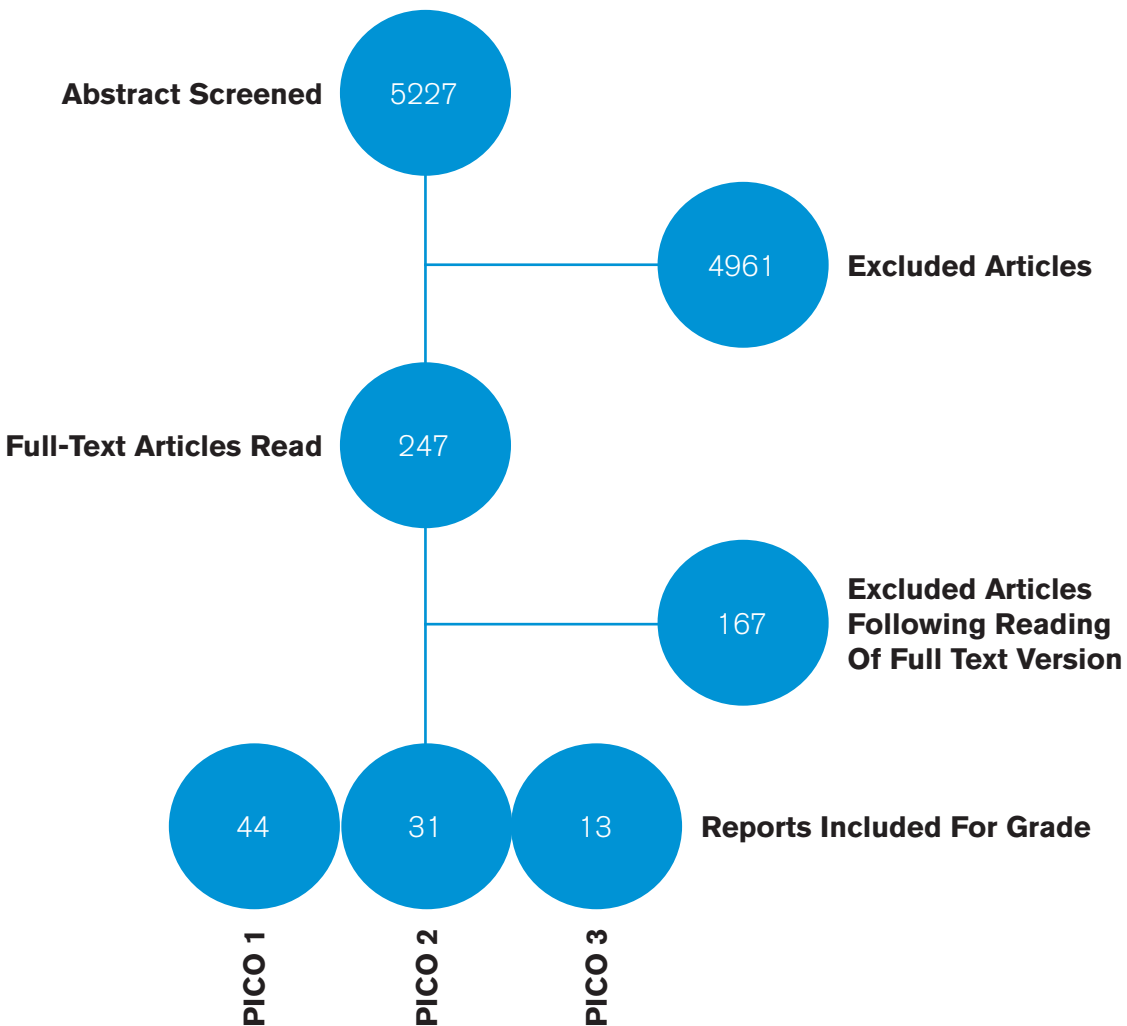 Abstract Screened
5227
4961
Excluded Articles
Full-Text Articles Read
247
167
Excluded Articles
Following Reading
Of Full Text Version
44
31
13
Reports Included For Grade
PICO 1
PICO 2
PICO 3